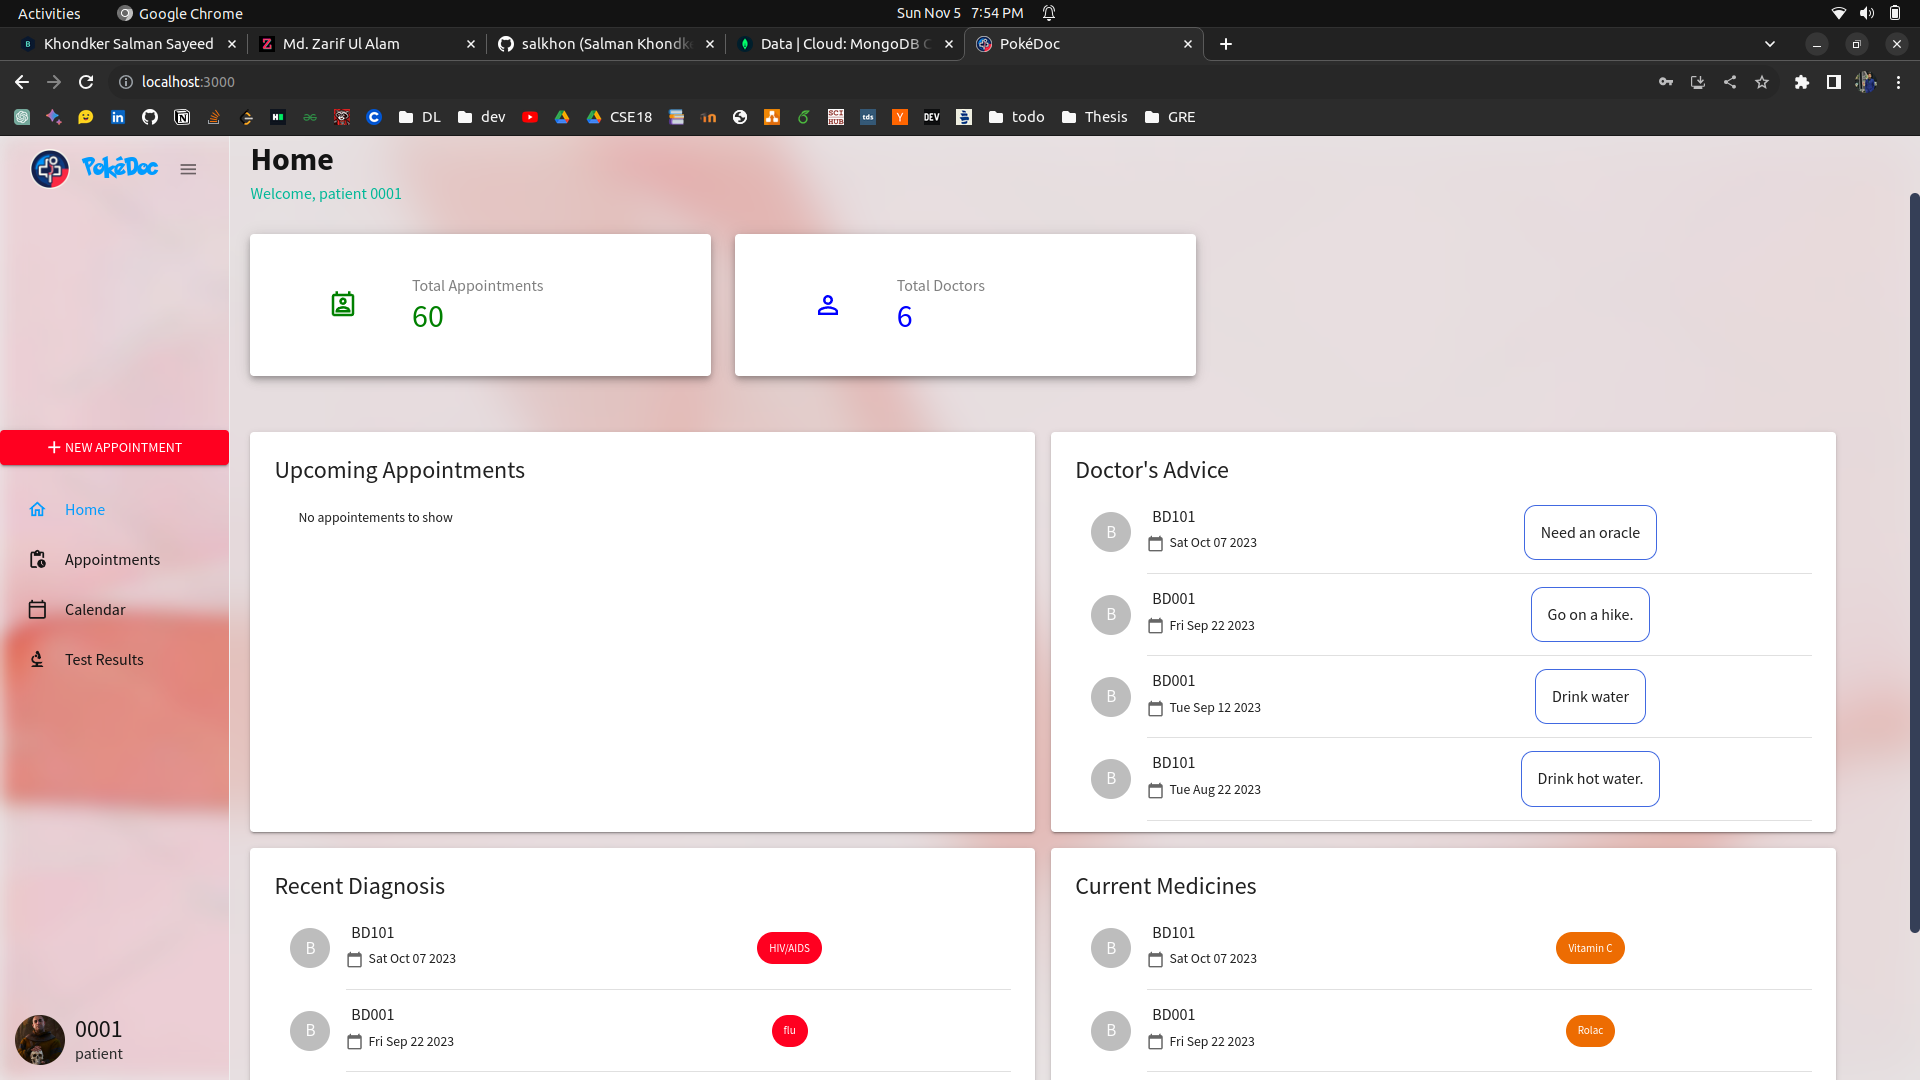 Activities
Google Chrome
Sun Nov 5 7:54 PM
Khondker Salman Sayeed
Md. Zarif Ul Alam
salkhon (Salman Khondk
Data | Cloud: MongoDB C
PokéDoc
localhost:3000
DL
dev
CSE18
todo
Thesis
GRE
PokéDoc
Home
Welcome, patient 0001
Total Appointments
60
Total Doctors
6
+ NEW APPOINTMENT
Home
Appointments
Calendar
Test Results
0001
patient
Upcoming Appointments
No appointements to show
Doctor's Advice
B
BD101
Sat Oct 07 2023
Need an oracle
B
BD001
Fri Sep 22 2023
Go on a hike.
B
BD001
Tue Sep 12 2023
Drink water
B
BD101
Tue Aug 22 2023
Drink hot water.
Recent Diagnosis
B
BD101
Sat Oct 07 2023
HIV/AIDS
B
BD001
Fri Sep 22 2023
flu
Current Medicines
B
BD101
Sat Oct 07 2023
Vitamin C
B
BD001
Fri Sep 22 2023
Rolac